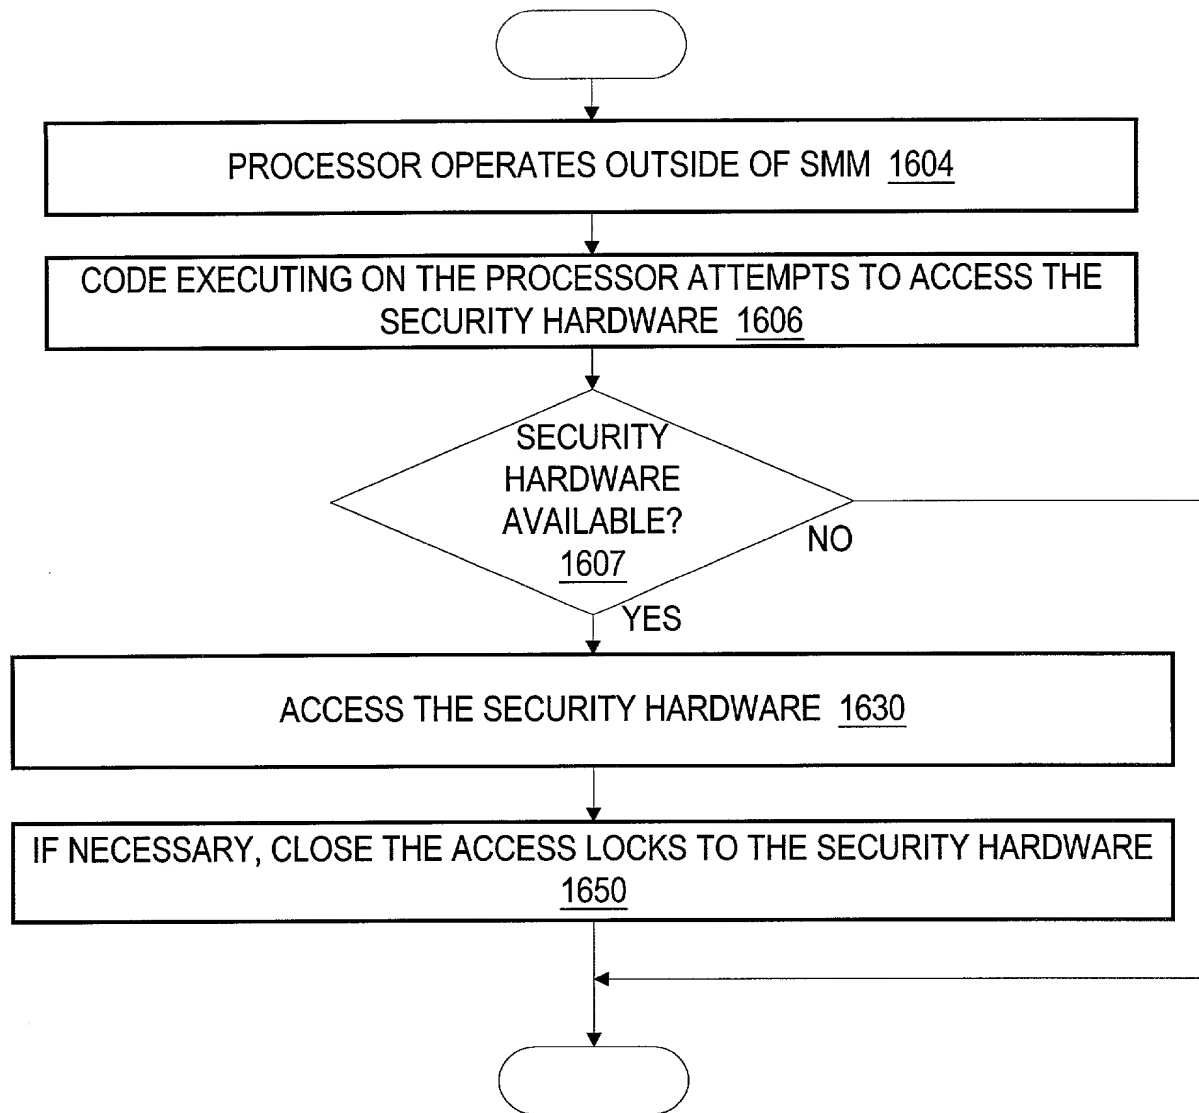 PROCESSOR OPERATES OUTSIDE OF SMM 1604
CODE EXECUTING ON THE PROCESSOR ATTEMPTS TO ACCESS THE
SECURITY HARDWARE 1606
SECURITY
HARDWARE
AVAILABLE?
1607
NO
YES
ACCESS THE SECURITY HARDWARE 1630
IF NECESSARY, CLOSE THE ACCESS LOCKS TO THE SECURITY HARDWARE
1650